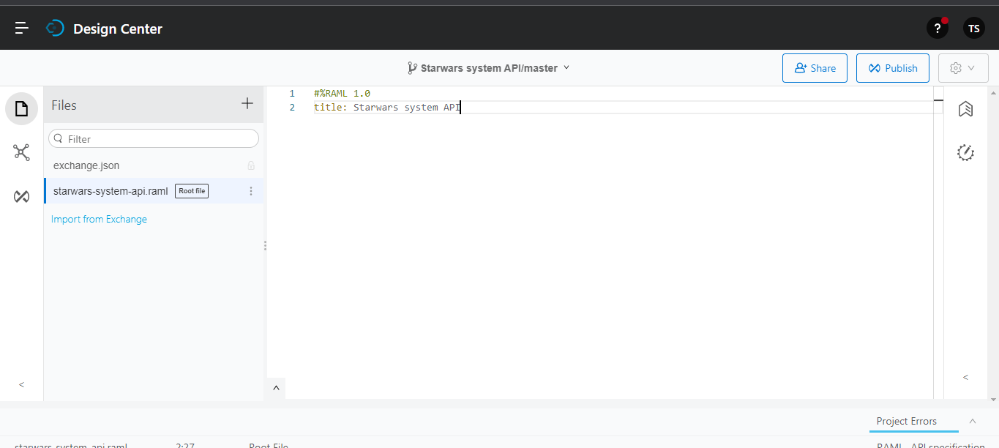 Design Center
?
TS
Starwars system API/master
Share
Publish
Files
Filter
exchange.json
starwars-system-api.raml Root file
Import from Exchange
1 #%RAML 1.0
2 title: Starwars system API
Project Errors
starwars-system-api.raml 2:27 Root File RAML API specification